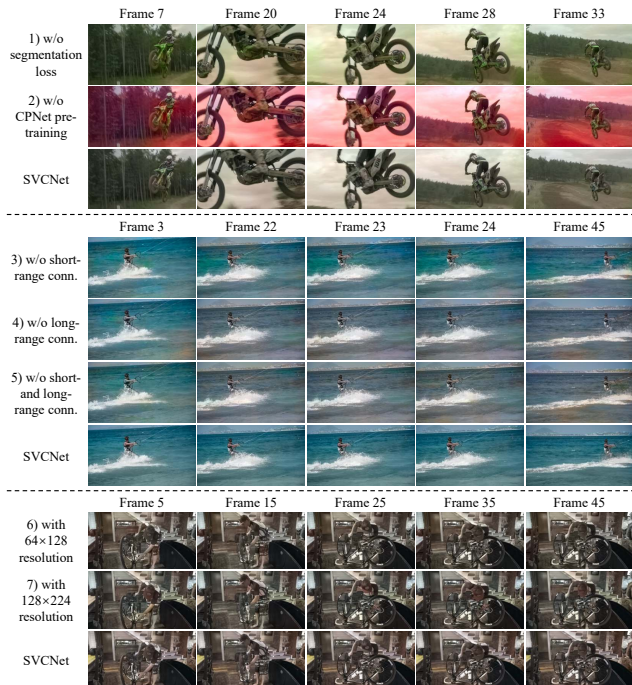 Frame 7 Frame 20 Frame 24 Frame 28 Frame 33
1) w/o
segmentation
loss
2) w/o
CPNet pre-
training
SVCNet
Frame 3 Frame 22 Frame 23 Frame 24 Frame 45
3) w/o short-
range conn.
4) w/o long-
range conn.
5) w/o short-
and long-
range conn.
SVCNet
Frame 5 Frame 15 Frame 25 Frame 35 Frame 45
6) with
64×128
resolution
7) with
128×224
resolution
SVCNet